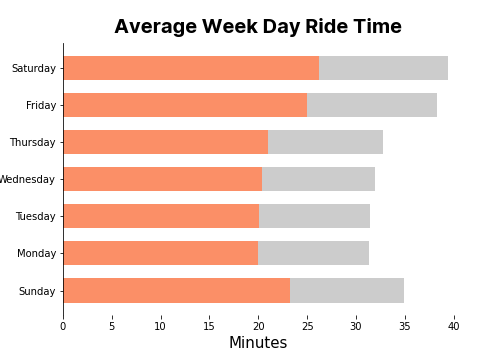 Average Week Day Ride Time
Saturday
Friday
Thursday
Wednesday
Tuesday
Monday
Sunday
0 5 10 15 20 25 30 35 40
Minutes